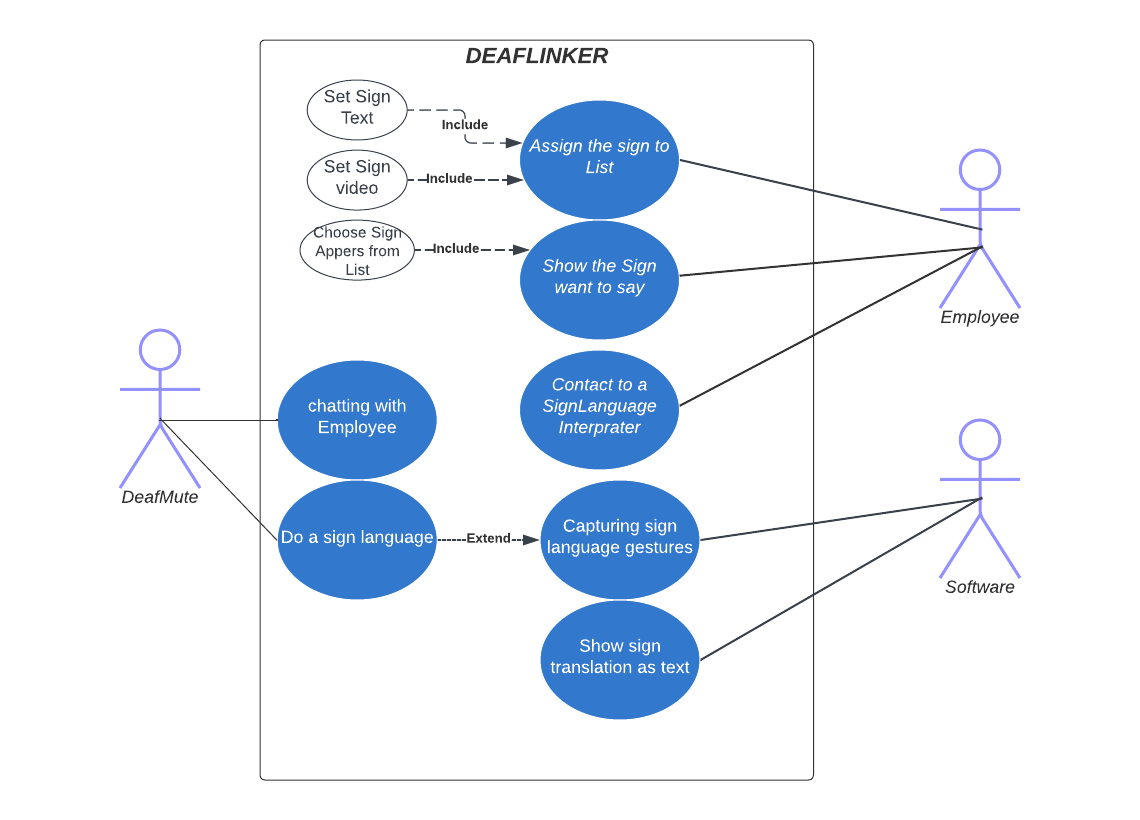 DEAFLINKER
Set Sign
Text
Include
Assign the sign to
List
Set Sign
video
Include
Choose Sign
Appers from
List
Include
Show the Sign
want to say
Employee
Contact to a
SignLanguage
Interprater
chatting with
Employee
DeafMute
Do a sign language
Extend
Capturing sign
language gestures
Software
Show sign
translation as text